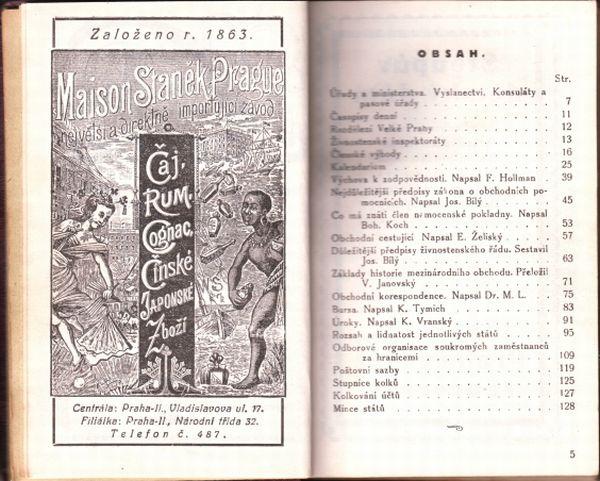 Založeno r. 1863.
Maison Staněk Prague
největší a direktně importující závod
Čaj,
RUM,
Cognac,
Čínské
JAPONSKÉ
Zboží
Centrála: Praha-II., Vladislavova ul. 17.
Filiálka: Praha-II., Národní třída 32.
Telefon č. 487.
OBSAH.
Str.
Úřady a ministerstva. Vyslanectví. Konsuláty a
pasové úřady . . . . . . . . . . 7
Časopisy denní . . . . . . . . . . 11
Rozdělení Velké Prahy . . . . . . . . . . 12
Živnostenské inspektoráty . . . . . . . . . . 13
Členské výhody . . . . . . . . . . 16
Kalendarium . . . . . . . . . . 25
Výchova k zodpovědnosti. Napsal F. Hollman . 39
Nejdůležitější předpisy zákona o obchodních po-
mocnících. Napsal Jos. Bílý . . . . . . 45
Co má znáti člen nemocenské pokladny. Napsal
Boh. Koch . . . . . . . . . . 53
Obchodní cestující. Napsal E. Želiský . . . . 57
Důležitější předpisy živnostenského řádu. Sestavil
Jos. Bílý . . . . . . . . . . 63
Základy historie mezinárodního obchodu. Přeložil
V. Janovský . . . . . . . . . . 71
Obchodní korespondence. Napsal Dr. M. L. . . 75
Bursa. Napsal K. Tymich . . . . . . . 83
Úroky. Napsal K. Vranský . . . . . . . 91
Rozsah a lidnatost jednotlivých států . . . . 95
Odborové organisace soukromých zaměstnanců
za hranicemi . . . . . . . . . . 109
Poštovní sazby . . . . . . . . . . 119
Stupnice kolků . . . . . . . . . . 125
Kolkování účtů . . . . . . . . . . 127
Mince států . . . . . . . . . . 128
5